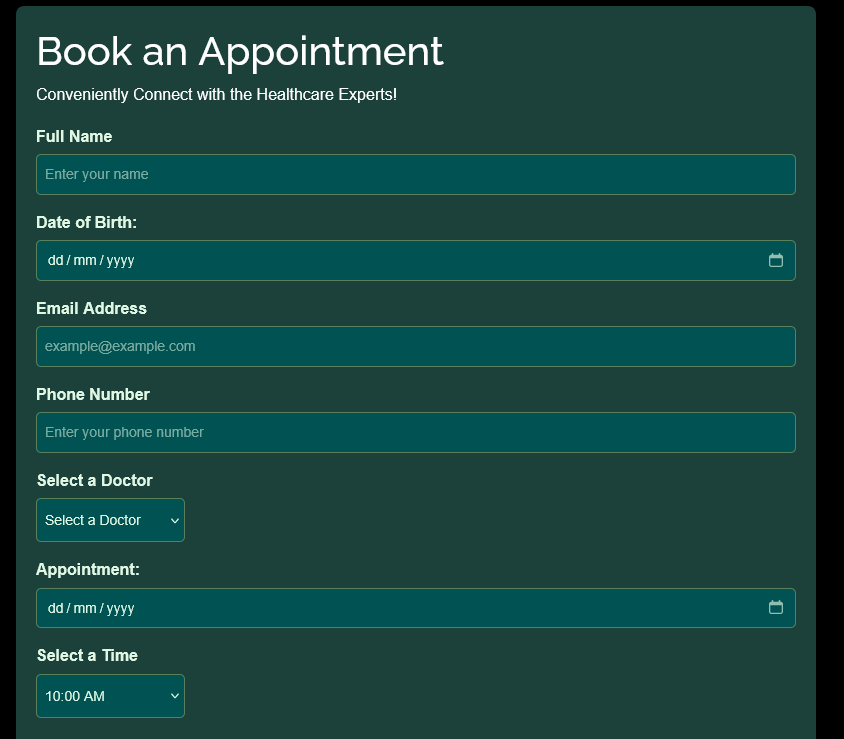 Book an Appointment
Conveniently Connect with the Healthcare Experts!
Full Name
Enter your name
Date of Birth:
dd / mm / yyyy
Email Address
example@example.com
Phone Number
Enter your phone number
Select a Doctor
Select a Doctor
Appointment:
dd / mm / yyyy
Select a Time
10:00 AM